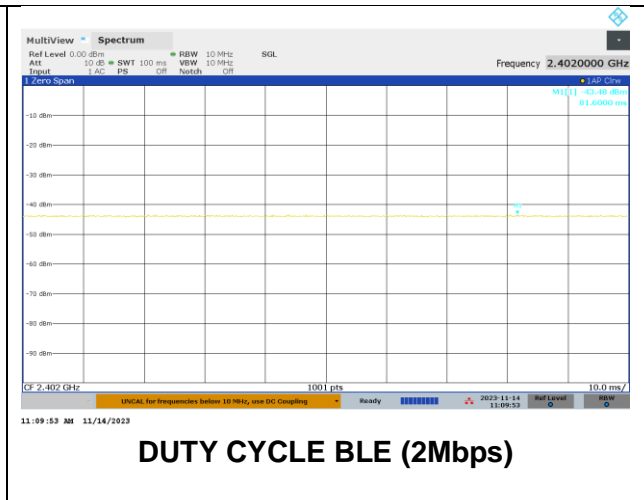 MultiView Spectrum
Ref Level 0.00 dBm RBW 10 MHz SGL
Att 10 dB SWT 100 ms VBW 10 MHz Frequency 2.4020000 GHz
Input 1 AC PS Off Notch Off
1 Zero Span 1AP Clrw
M1[1] -43.40 dBm
81.6000 ms
-10 dBm
-20 dBm
-30 dBm
-40 dBm
M1
-50 dBm
-60 dBm
-70 dBm
-80 dBm
-90 dBm
CF 2.402 GHz 1001 pts 10.0 ms/
UNCAL for frequencies below 10 MHz, use DC Coupling Ready 2023-11-14 Ref Level RBW
11:09:53
11:09:53 AM 11/14/2023
DUTY CYCLE BLE (2Mbps)